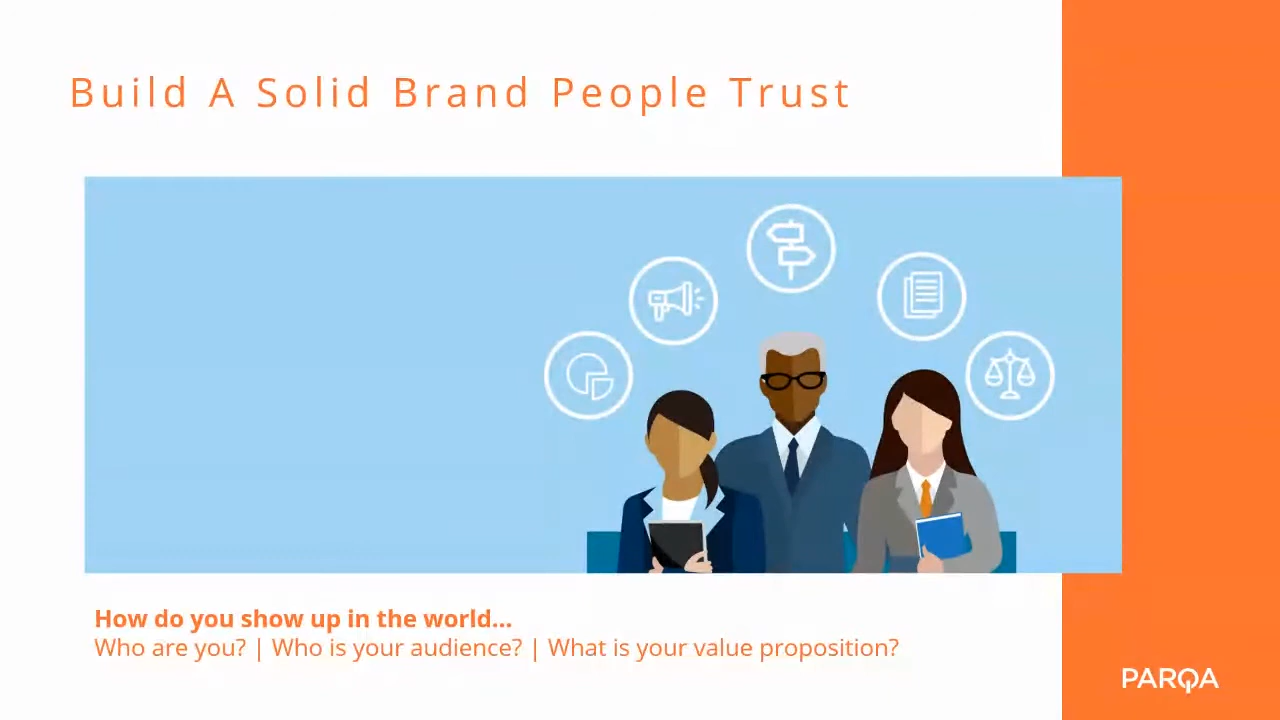 Build A Solid Brand People Trust
How do you show up in the world...
Who are you? | Who is your audience? | What is your value proposition?
PARQA